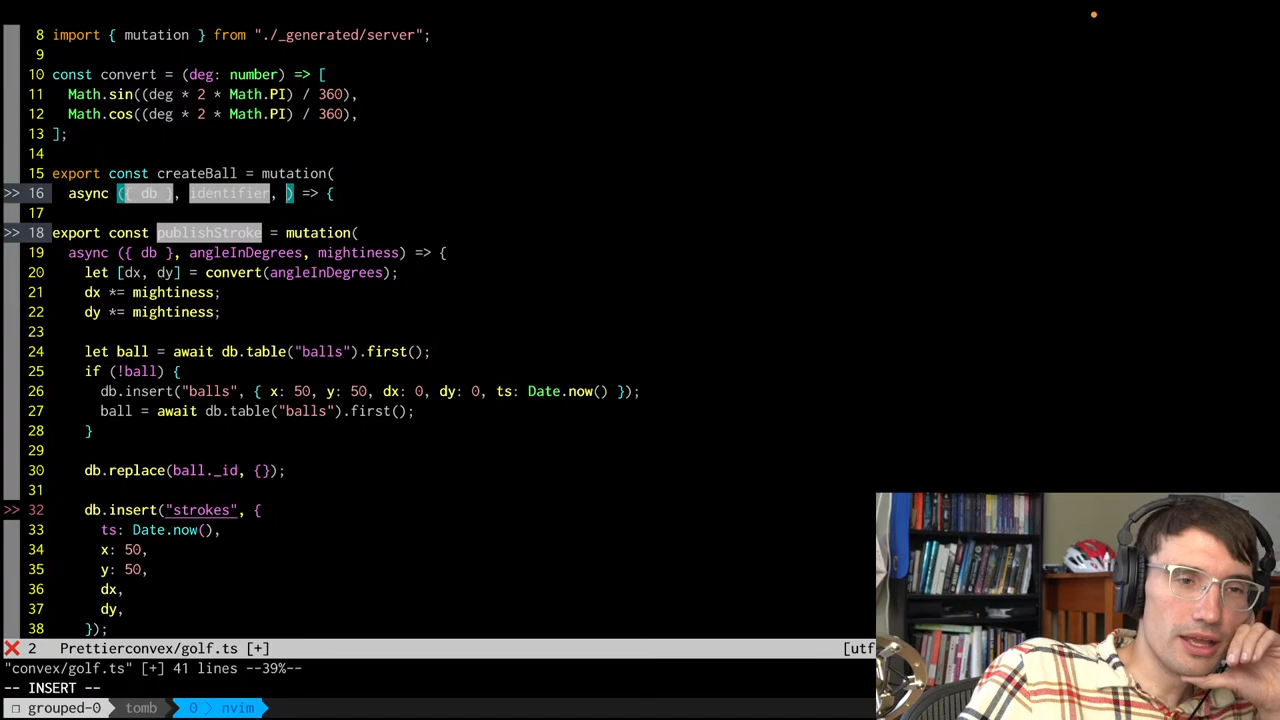 8 import { mutation } from "./_generated/server";
9
10 const convert = (deg: number) => [
11 Math.sin((deg * 2 * Math.PI) / 360),
12 Math.cos((deg * 2 * Math.PI) / 360),
13 ];
14
15 export const createBall = mutation(
>> 16 async ({ db }, identifier, ) => {
17
>> 18 export const publishStroke = mutation(
19 async ({ db }, angleInDegrees, mightiness) => {
20 let [dx, dy] = convert(angleInDegrees);
21 dx *= mightiness;
22 dy *= mightiness;
23
24 let ball = await db.table("balls").first();
25 if (!ball) {
26 db.insert("balls", { x: 50, y: 50, dx: 0, dy: 0, ts: Date.now() });
27 ball = await db.table("balls").first();
28 }
29
30 db.replace(ball._id, {});
31
>> 32 db.insert("strokes", {
33 ts: Date.now(),
34 x: 50,
35 y: 50,
36 dx,
37 dy,
38 });
❌ 2 Prettierconvex/golf.ts [+] [utf
"convex/golf.ts" [+] 41 lines --39%--
-- INSERT --
grouped-0 tomb 0 nvim